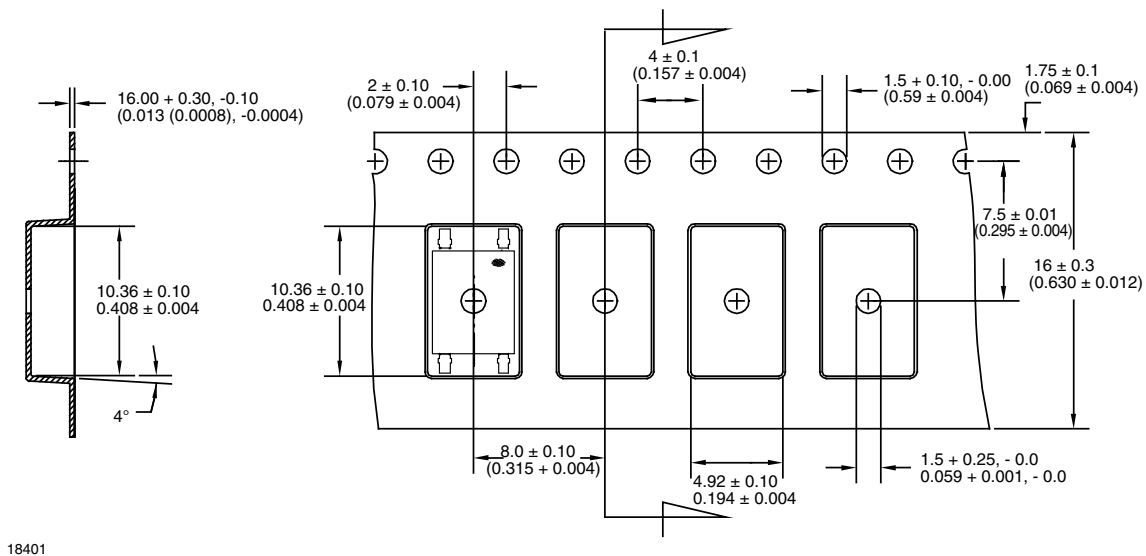 16.00 + 0.30, -0.10
(0.013 (0.0008), -0.0004)
2 ± 0.10
(0.079 ± 0.004)
4 ± 0.1
(0.157 ± 0.004)
1.5 + 0.10, - 0.00
(0.59 ± 0.004)
1.75 ± 0.1
(0.069 ± 0.004)
7.5 ± 0.01
(0.295 ± 0.004)
16 ± 0.3
(0.630 ± 0.012)
10.36 ± 0.10
0.408 ± 0.004
10.36 ± 0.10
0.408 ± 0.004
4°
8.0 ± 0.10
(0.315 + 0.004)
4.92 ± 0.10
0.194 ± 0.004
1.5 + 0.25, - 0.0
0.059 + 0.001, - 0.0
18401